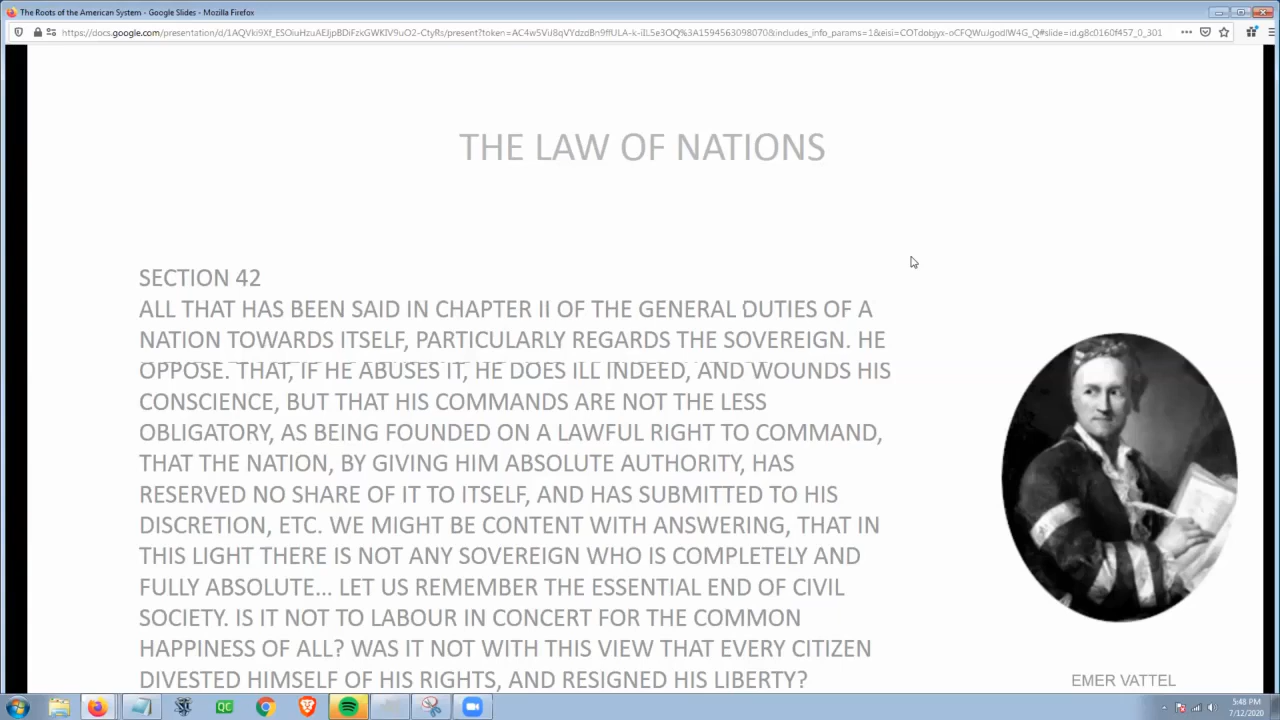 The Roots of the American System - Google Slides - Mozilla Firefox
THE LAW OF NATIONS
SECTION 42
ALL THAT HAS BEEN SAID IN CHAPTER II OF THE GENERAL DUTIES OF A
NATION TOWARDS ITSELF, PARTICULARLY REGARDS THE SOVEREIGN. HE
OPPOSE. THAT, IF HE ABUSES IT, HE DOES ILL INDEED, AND WOUNDS HIS
CONSCIENCE, BUT THAT HIS COMMANDS ARE NOT THE LESS
OBLIGATORY, AS BEING FOUNDED ON A LAWFUL RIGHT TO COMMAND,
THAT THE NATION, BY GIVING HIM ABSOLUTE AUTHORITY, HAS
RESERVED NO SHARE OF IT TO ITSELF, AND HAS SUBMITTED TO HIS
DISCRETION, ETC. WE MIGHT BE CONTENT WITH ANSWERING, THAT IN
THIS LIGHT THERE IS NOT ANY SOVEREIGN WHO IS COMPLETELY AND
FULLY ABSOLUTE... LET US REMEMBER THE ESSENTIAL END OF CIVIL
SOCIETY. IS IT NOT TO LABOUR IN CONCERT FOR THE COMMON
HAPPINESS OF ALL? WAS IT NOT WITH THIS VIEW THAT EVERY CITIZEN
DIVESTED HIMSELF OF HIS RIGHTS, AND RESIGNED HIS LIBERTY?
EMER VATTEL
QC
5:48 PM
7/12/2020